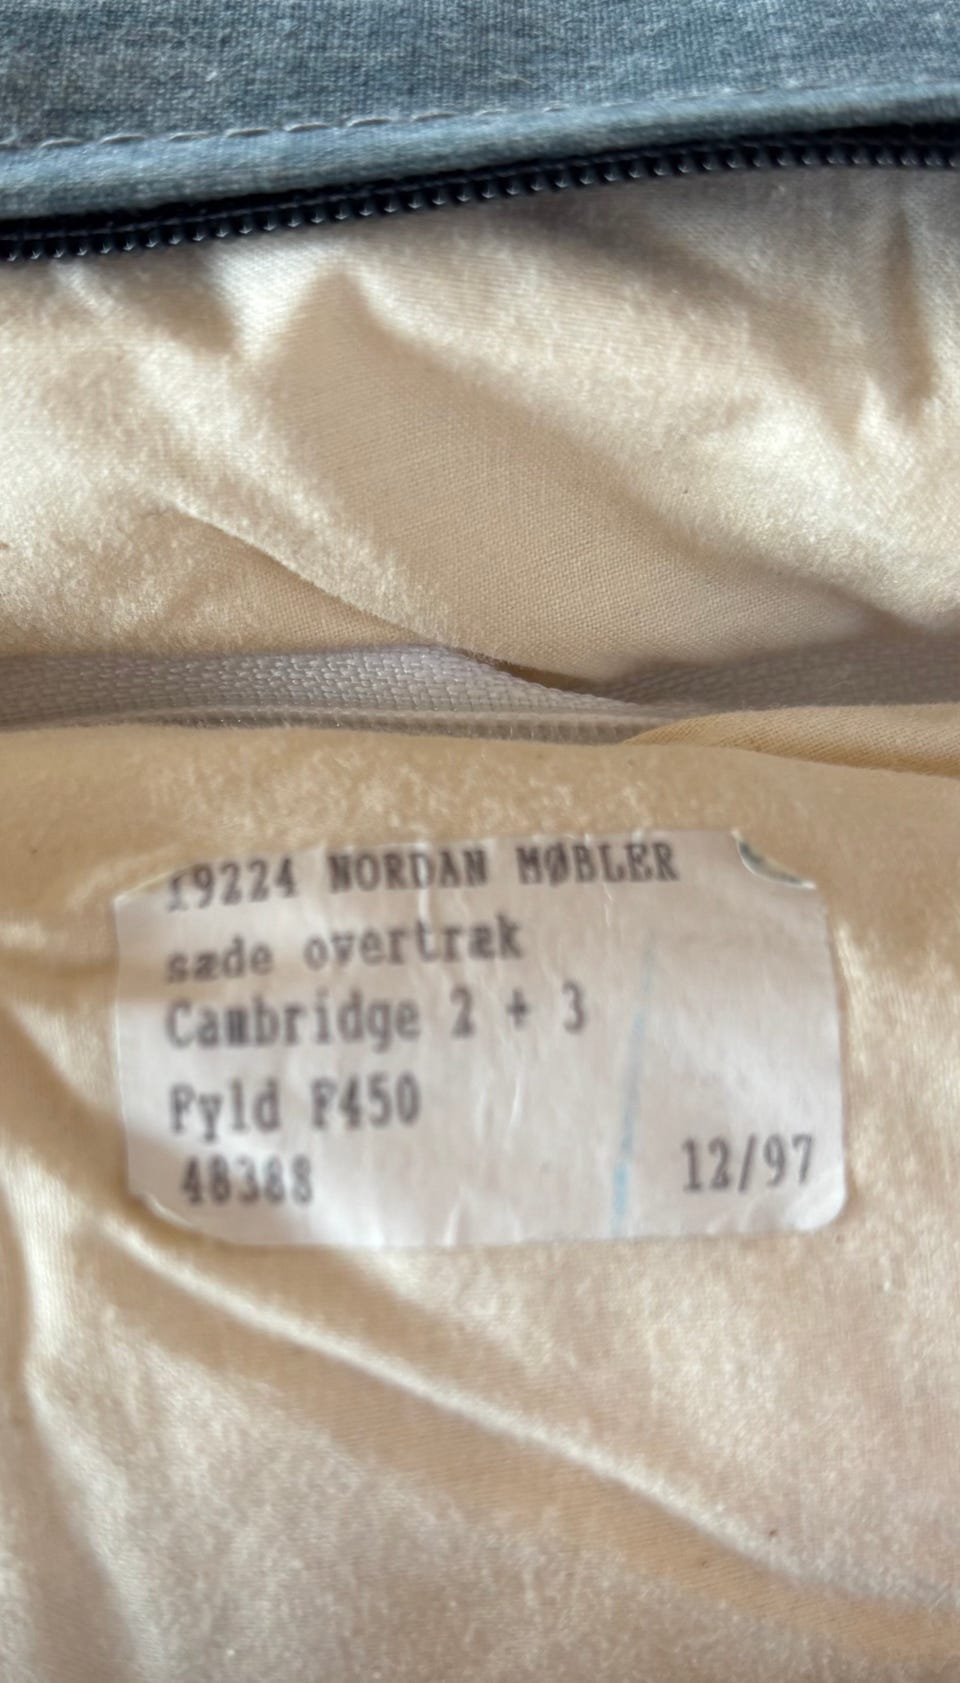 19224 NORDAN MØBLER
sæde overtræk
Cambridge 2 + 3
Fyld F450
48388 12/97